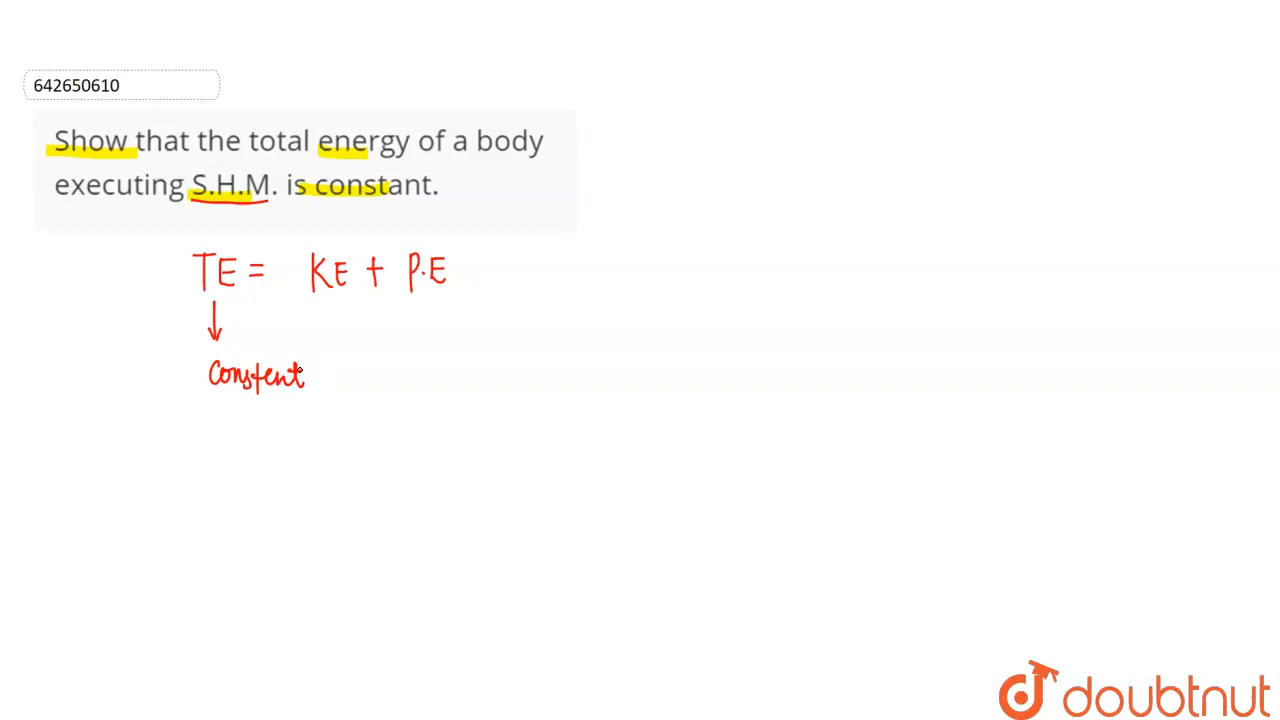 642650610
Show that the total energy of a body
executing S.H.M. is constant.
TE = KE + P.E
↓
Constent
doubtnut